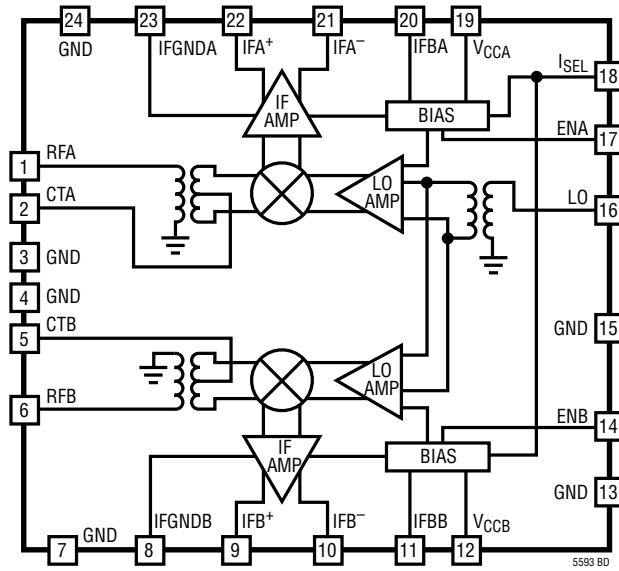 24 23 22 21 20 19
GND IFGNDA IFA+ IFA− IFBA VCCA
ISEL 18
IF AMP
BIAS
ENA 17
1 RFA
2 CTA
LO AMP
LO 16
3 GND
4 GND
5 CTB
GND 15
LO AMP
6 RFB
ENB 14
IF AMP
BIAS
GND 13
GND IFGNDB IFB+ IFB− IFBB VCCB
7 8 9 10 11 12
5593 BD